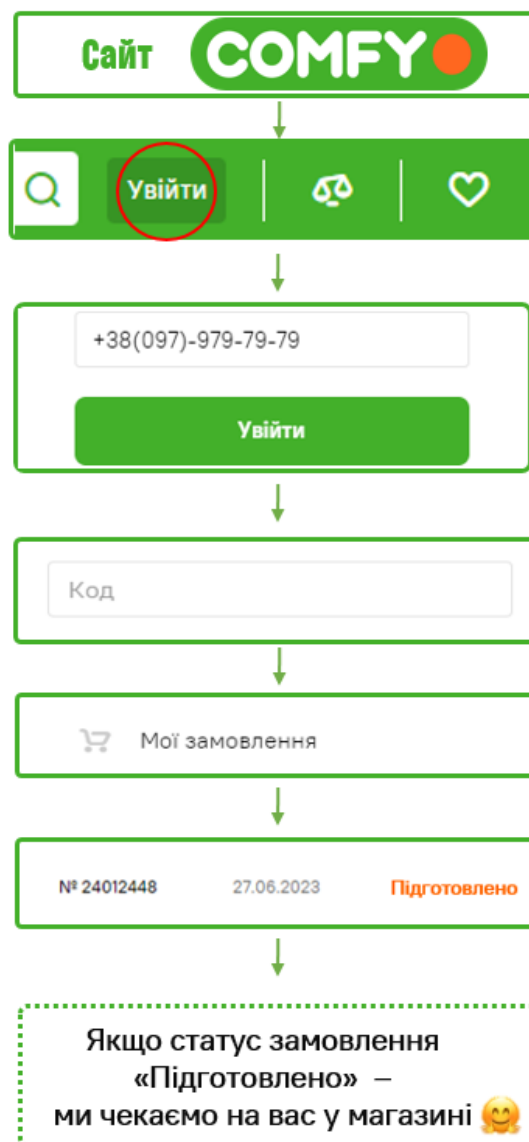 Сайт COMFY
Увійти
+38(097)-979-79-79
Увійти
Код
Мої замовлення
№ 24012448 27.06.2023 Підготовлено
Якщо статус замовлення
«Підготовлено» –
ми чекаємо на вас у магазині 🤗